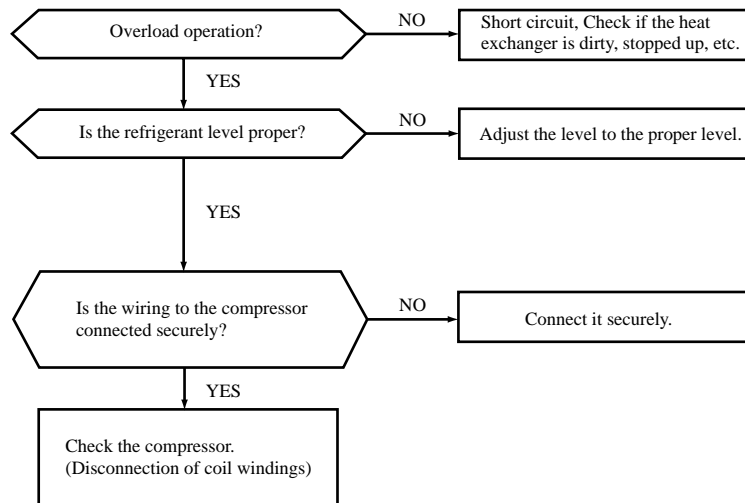 Overload operation?
NO
Short circuit, Check if the heat
exchanger is dirty, stopped up, etc.
YES
Is the refrigerant level proper?
NO
Adjust the level to the proper level.
YES
Is the wiring to the compressor
connected securely?
NO
Connect it securely.
YES
Check the compressor.
(Disconnection of coil windings)